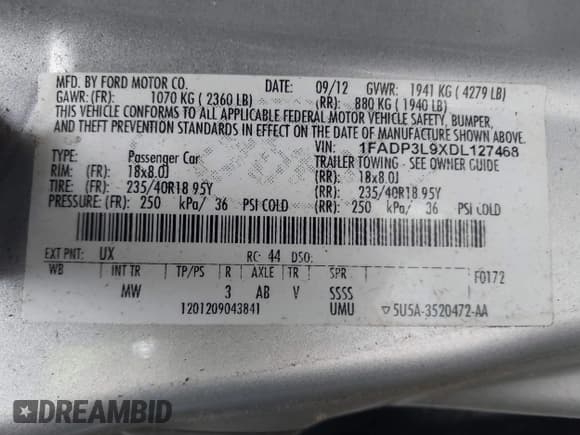 MFD. BY FORD MOTOR CO. DATE: 09/12 GVWR: 1941 KG ( 4279 LB)
GAWR: (FR): 1070 KG ( 2360 LB) (RR): 880 KG ( 1940 LB)
THIS VEHICLE CONFORMS TO ALL APPLICABLE FEDERAL MOTOR VEHICLE SAFETY, BUMPER,
AND THEFT PREVENTION STANDARDS IN EFFECT ON THE DATE OF MANUFACTURE SHOWN ABOVE.
VIN: 1FADP3L9XDL127468
TYPE: Passenger Car TRAILER TOWING - SEE OWNER GUIDE
RIM: (FR): 18x8.0J (RR): 18x8.0J
TIRE: (FR): 235/40R18 95Y (RR): 235/40R18 95Y
PRESSURE: (FR): 250 kPa/ 36 PSI COLD (RR): 250 kPa/ 36 PSI COLD
EXT PNT: UX RC: 44 DSO:
WB INT TR TP/PS R AXLE TR SPR F0172
MW 3 AB V SSSS
1201209043841 UMU ▽5U5A-3520472-AA
DREAMBID